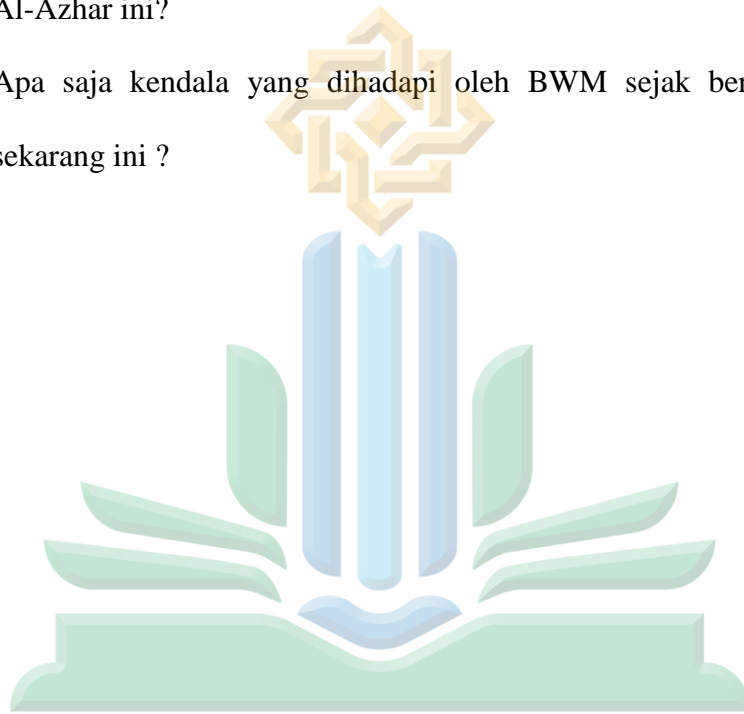 Al-Azhar ini?
Apa saja kendala yang dihadapi oleh BWM sejak ber
sekarang ini ?